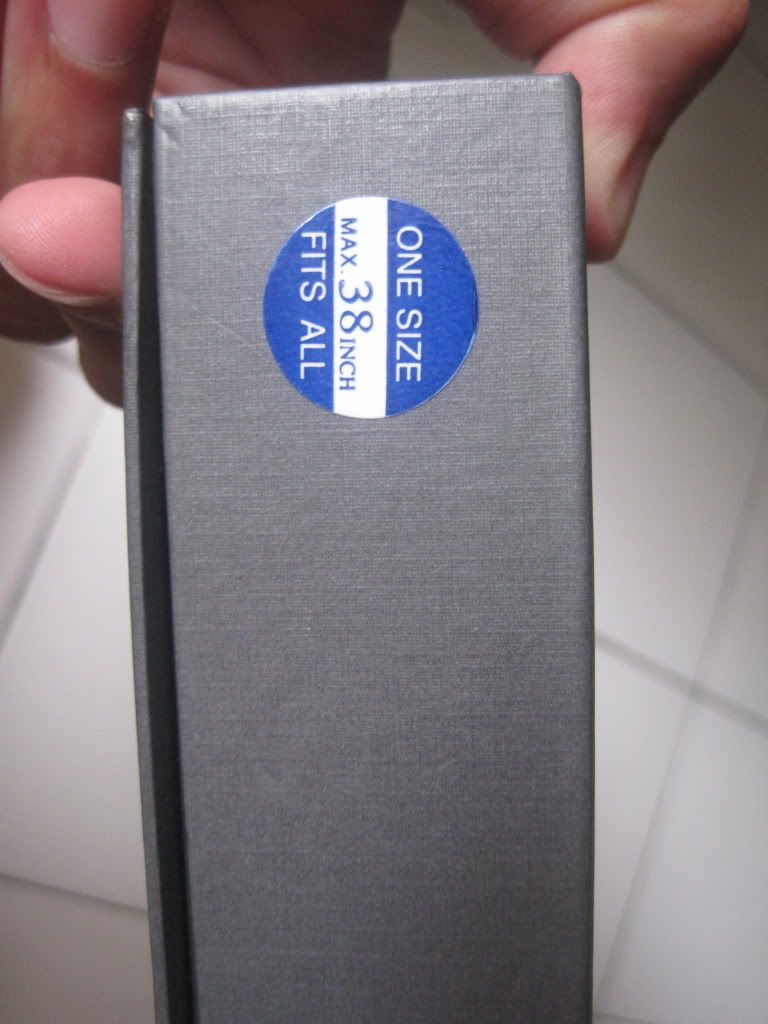 ONE SIZE
MAX. 38 INCH
FITS ALL